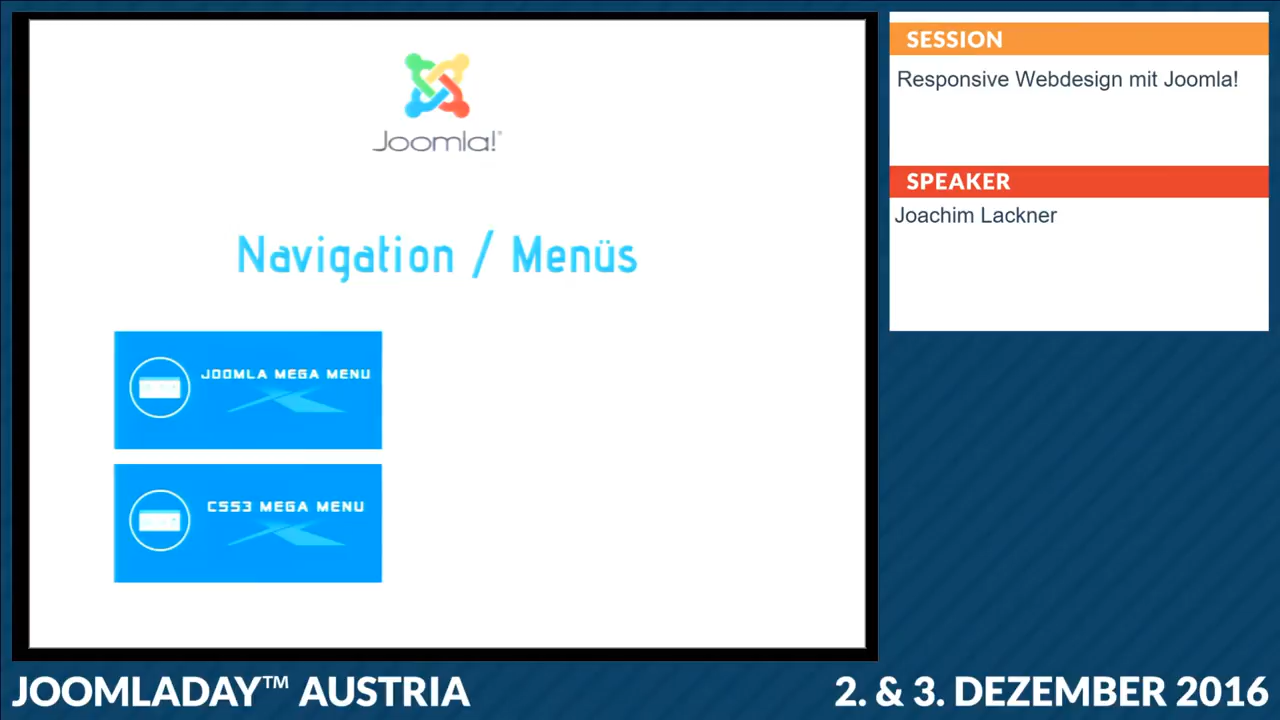 Joomla!®
Navigation / Menüs
JOOMLA MEGA MENU
CSS3 MEGA MENU
SESSION
Responsive Webdesign mit Joomla!
SPEAKER
Joachim Lackner
JOOMLADAY™ AUSTRIA
2. & 3. DEZEMBER 2016